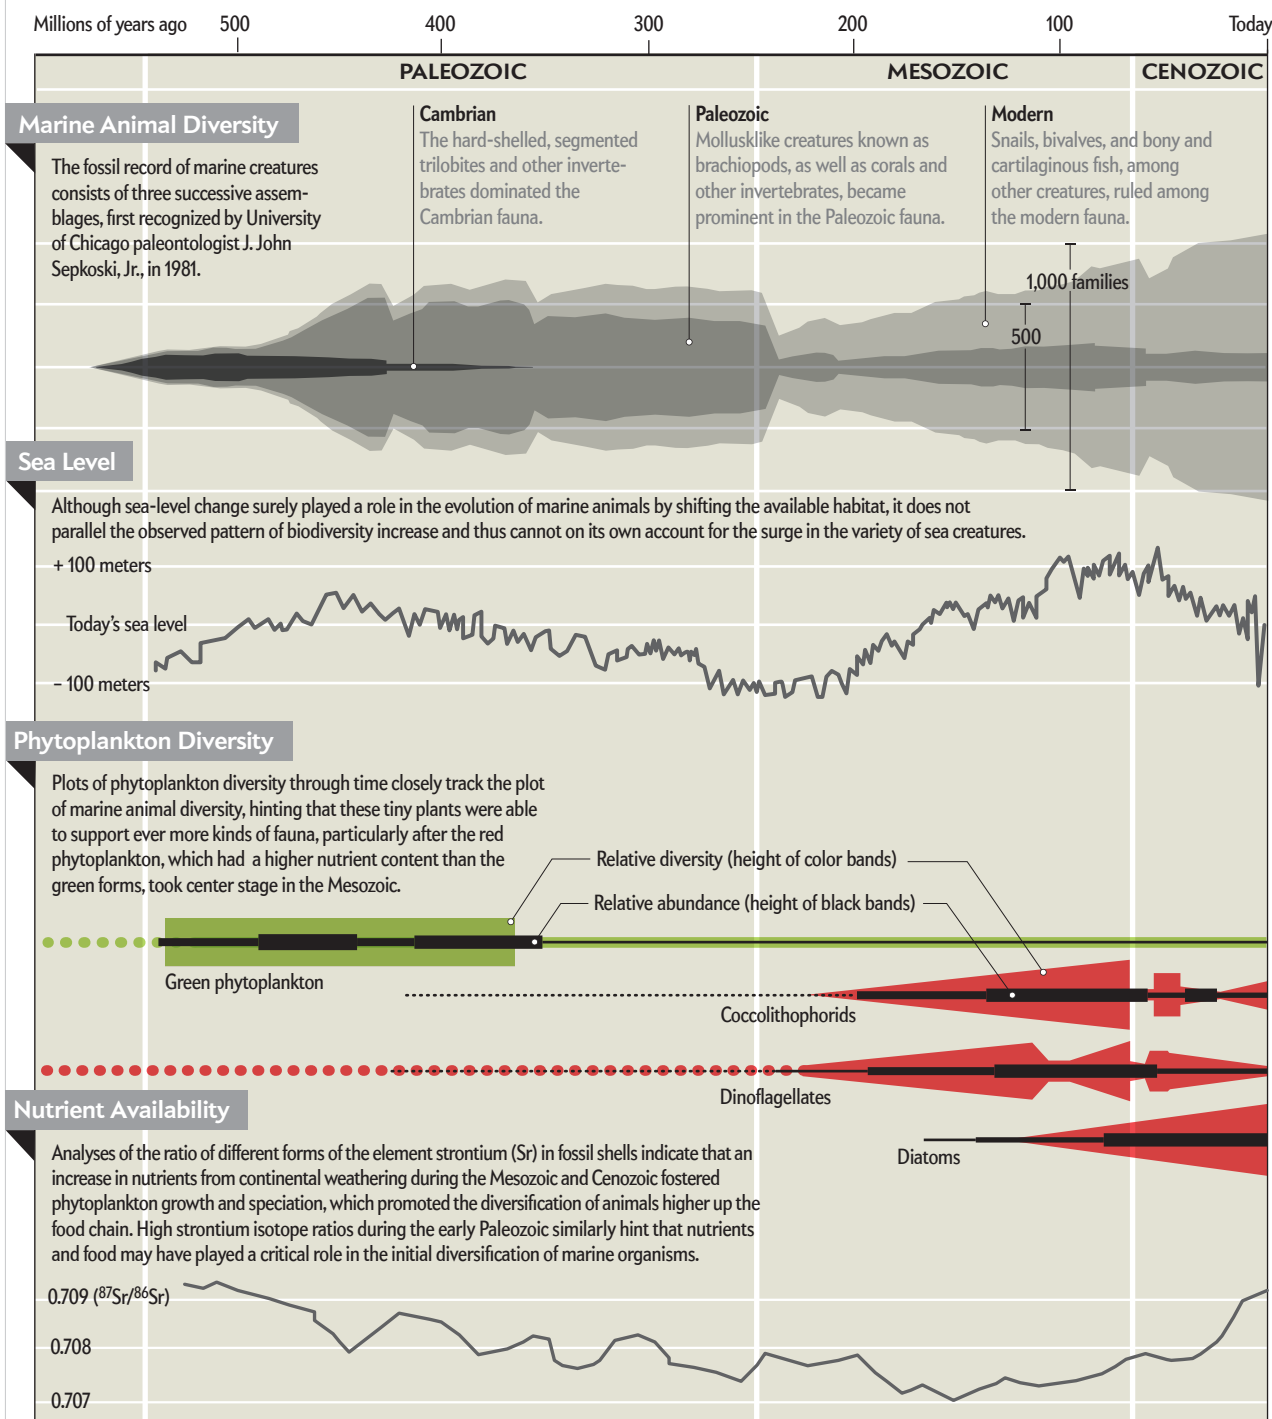 Millions of years ago 500 400 300 200 100 Today
PALEOZOIC MESOZOIC CENOZOIC
Marine Animal Diversity
The fossil record of marine creatures
consists of three successive assem-
blages, first recognized by University
of Chicago paleontologist J. John
Sepkoski, Jr., in 1981.
Cambrian
The hard-shelled, segmented
trilobites and other inverte-
brates dominated the
Cambrian fauna.
Paleozoic
Mollusklike creatures known as
brachiopods, as well as corals and
other invertebrates, became
prominent in the Paleozoic fauna.
Modern
Snails, bivalves, and bony and
cartilaginous fish, among
other creatures, ruled among
the modern fauna.
1,000 families
500
Sea Level
Although sea-level change surely played a role in the evolution of marine animals by shifting the available habitat, it does not
parallel the observed pattern of biodiversity increase and thus cannot on its own account for the surge in the variety of sea creatures.
+ 100 meters
Today's sea level
– 100 meters
Phytoplankton Diversity
Plots of phytoplankton diversity through time closely track the plot
of marine animal diversity, hinting that these tiny plants were able
to support ever more kinds of fauna, particularly after the red
phytoplankton, which had a higher nutrient content than the
green forms, took center stage in the Mesozoic.
Relative diversity (height of color bands)
Relative abundance (height of black bands)
Green phytoplankton
Coccolithophorids
Dinoflagellates
Diatoms
Nutrient Availability
Analyses of the ratio of different forms of the element strontium (Sr) in fossil shells indicate that an
increase in nutrients from continental weathering during the Mesozoic and Cenozoic fostered
phytoplankton growth and speciation, which promoted the diversification of animals higher up the
food chain. High strontium isotope ratios during the early Paleozoic similarly hint that nutrients
and food may have played a critical role in the initial diversification of marine organisms.
0.709 (⁸⁷Sr/⁸⁶Sr)
0.708
0.707